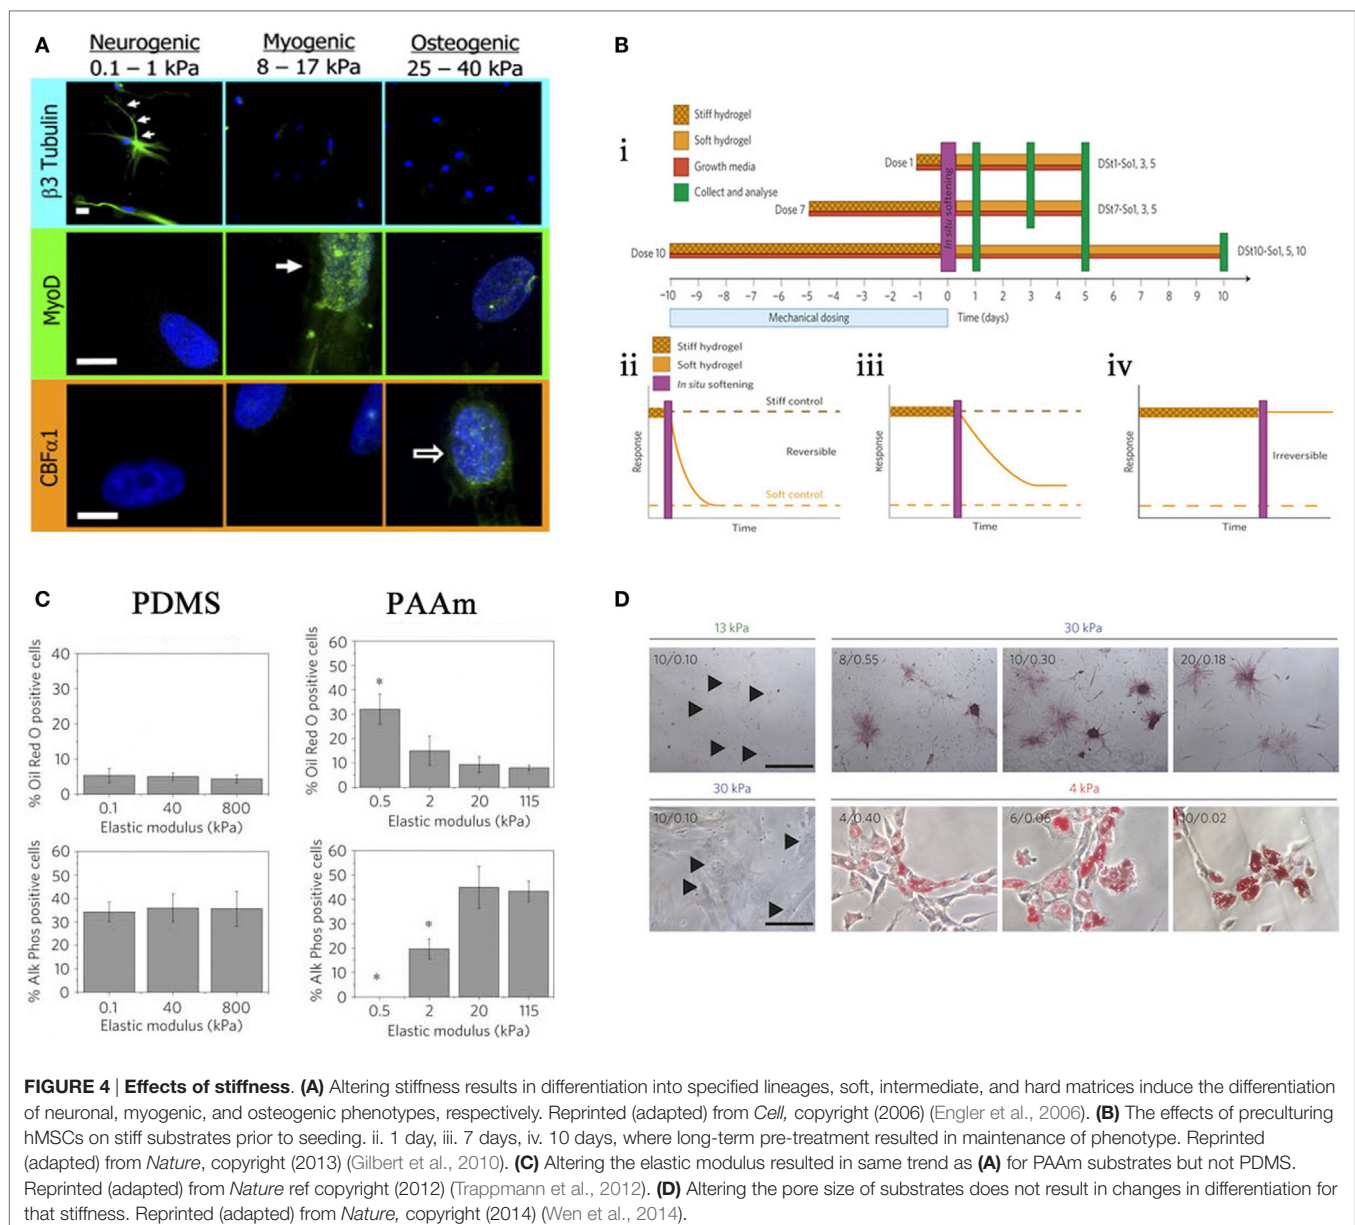 A
Neurogenic
0.1 – 1 kPa
Myogenic
8 – 17 kPa
Osteogenic
25 – 40 kPa
β3 Tubulin
MyoD
CBFα1
B
i
Stiff hydrogel
Soft hydrogel
Growth media
Collect and analyse
Dose 1
DSt1-So1, 3, 5
Dose 7
DSt7-So1, 3, 5
Dose 10
DSt10-So1, 5, 10
In situ softening
−10 −9 −8 −7 −6 −5 −4 −3 −2 −1 0 1 2 3 4 5 6 7 8 9 10
Mechanical dosing
Time (days)
ii
Stiff hydrogel
Soft hydrogel
In situ softening
Response
Stiff control
Reversible
Soft control
Time
iii
Response
Time
iv
Response
Irreversible
Time
C
PDMS
PAAm
% Oil Red O positive cells
40
30
20
10
0
0.1 40 800
Elastic modulus (kPa)
% Oil Red O positive cells
60
50
40
30
20
10
0
*
0.5 2 20 115
Elastic modulus (kPa)
% Alk Phos positive cells
60
50
40
30
20
10
0
0.1 40 800
Elastic modulus (kPa)
% Alk Phos positive cells
60
50
40
30
20
10
0
*
*
0.5 2 20 115
Elastic modulus (kPa)
D
13 kPa
30 kPa
10/0.10
8/0.55
10/0.30
20/0.18
30 kPa
4 kPa
10/0.10
4/0.40
6/0.06
10/0.02
FIGURE 4 | Effects of stiffness. (A) Altering stiffness results in differentiation into specified lineages, soft, intermediate, and hard matrices induce the differentiation
of neuronal, myogenic, and osteogenic phenotypes, respectively. Reprinted (adapted) from Cell, copyright (2006) (Engler et al., 2006). (B) The effects of preculturing
hMSCs on stiff substrates prior to seeding. ii. 1 day, iii. 7 days, iv. 10 days, where long-term pre-treatment resulted in maintenance of phenotype. Reprinted
(adapted) from Nature, copyright (2013) (Gilbert et al., 2010). (C) Altering the elastic modulus resulted in same trend as (A) for PAAm substrates but not PDMS.
Reprinted (adapted) from Nature ref copyright (2012) (Trappmann et al., 2012). (D) Altering the pore size of substrates does not result in changes in differentiation for
that stiffness. Reprinted (adapted) from Nature, copyright (2014) (Wen et al., 2014).